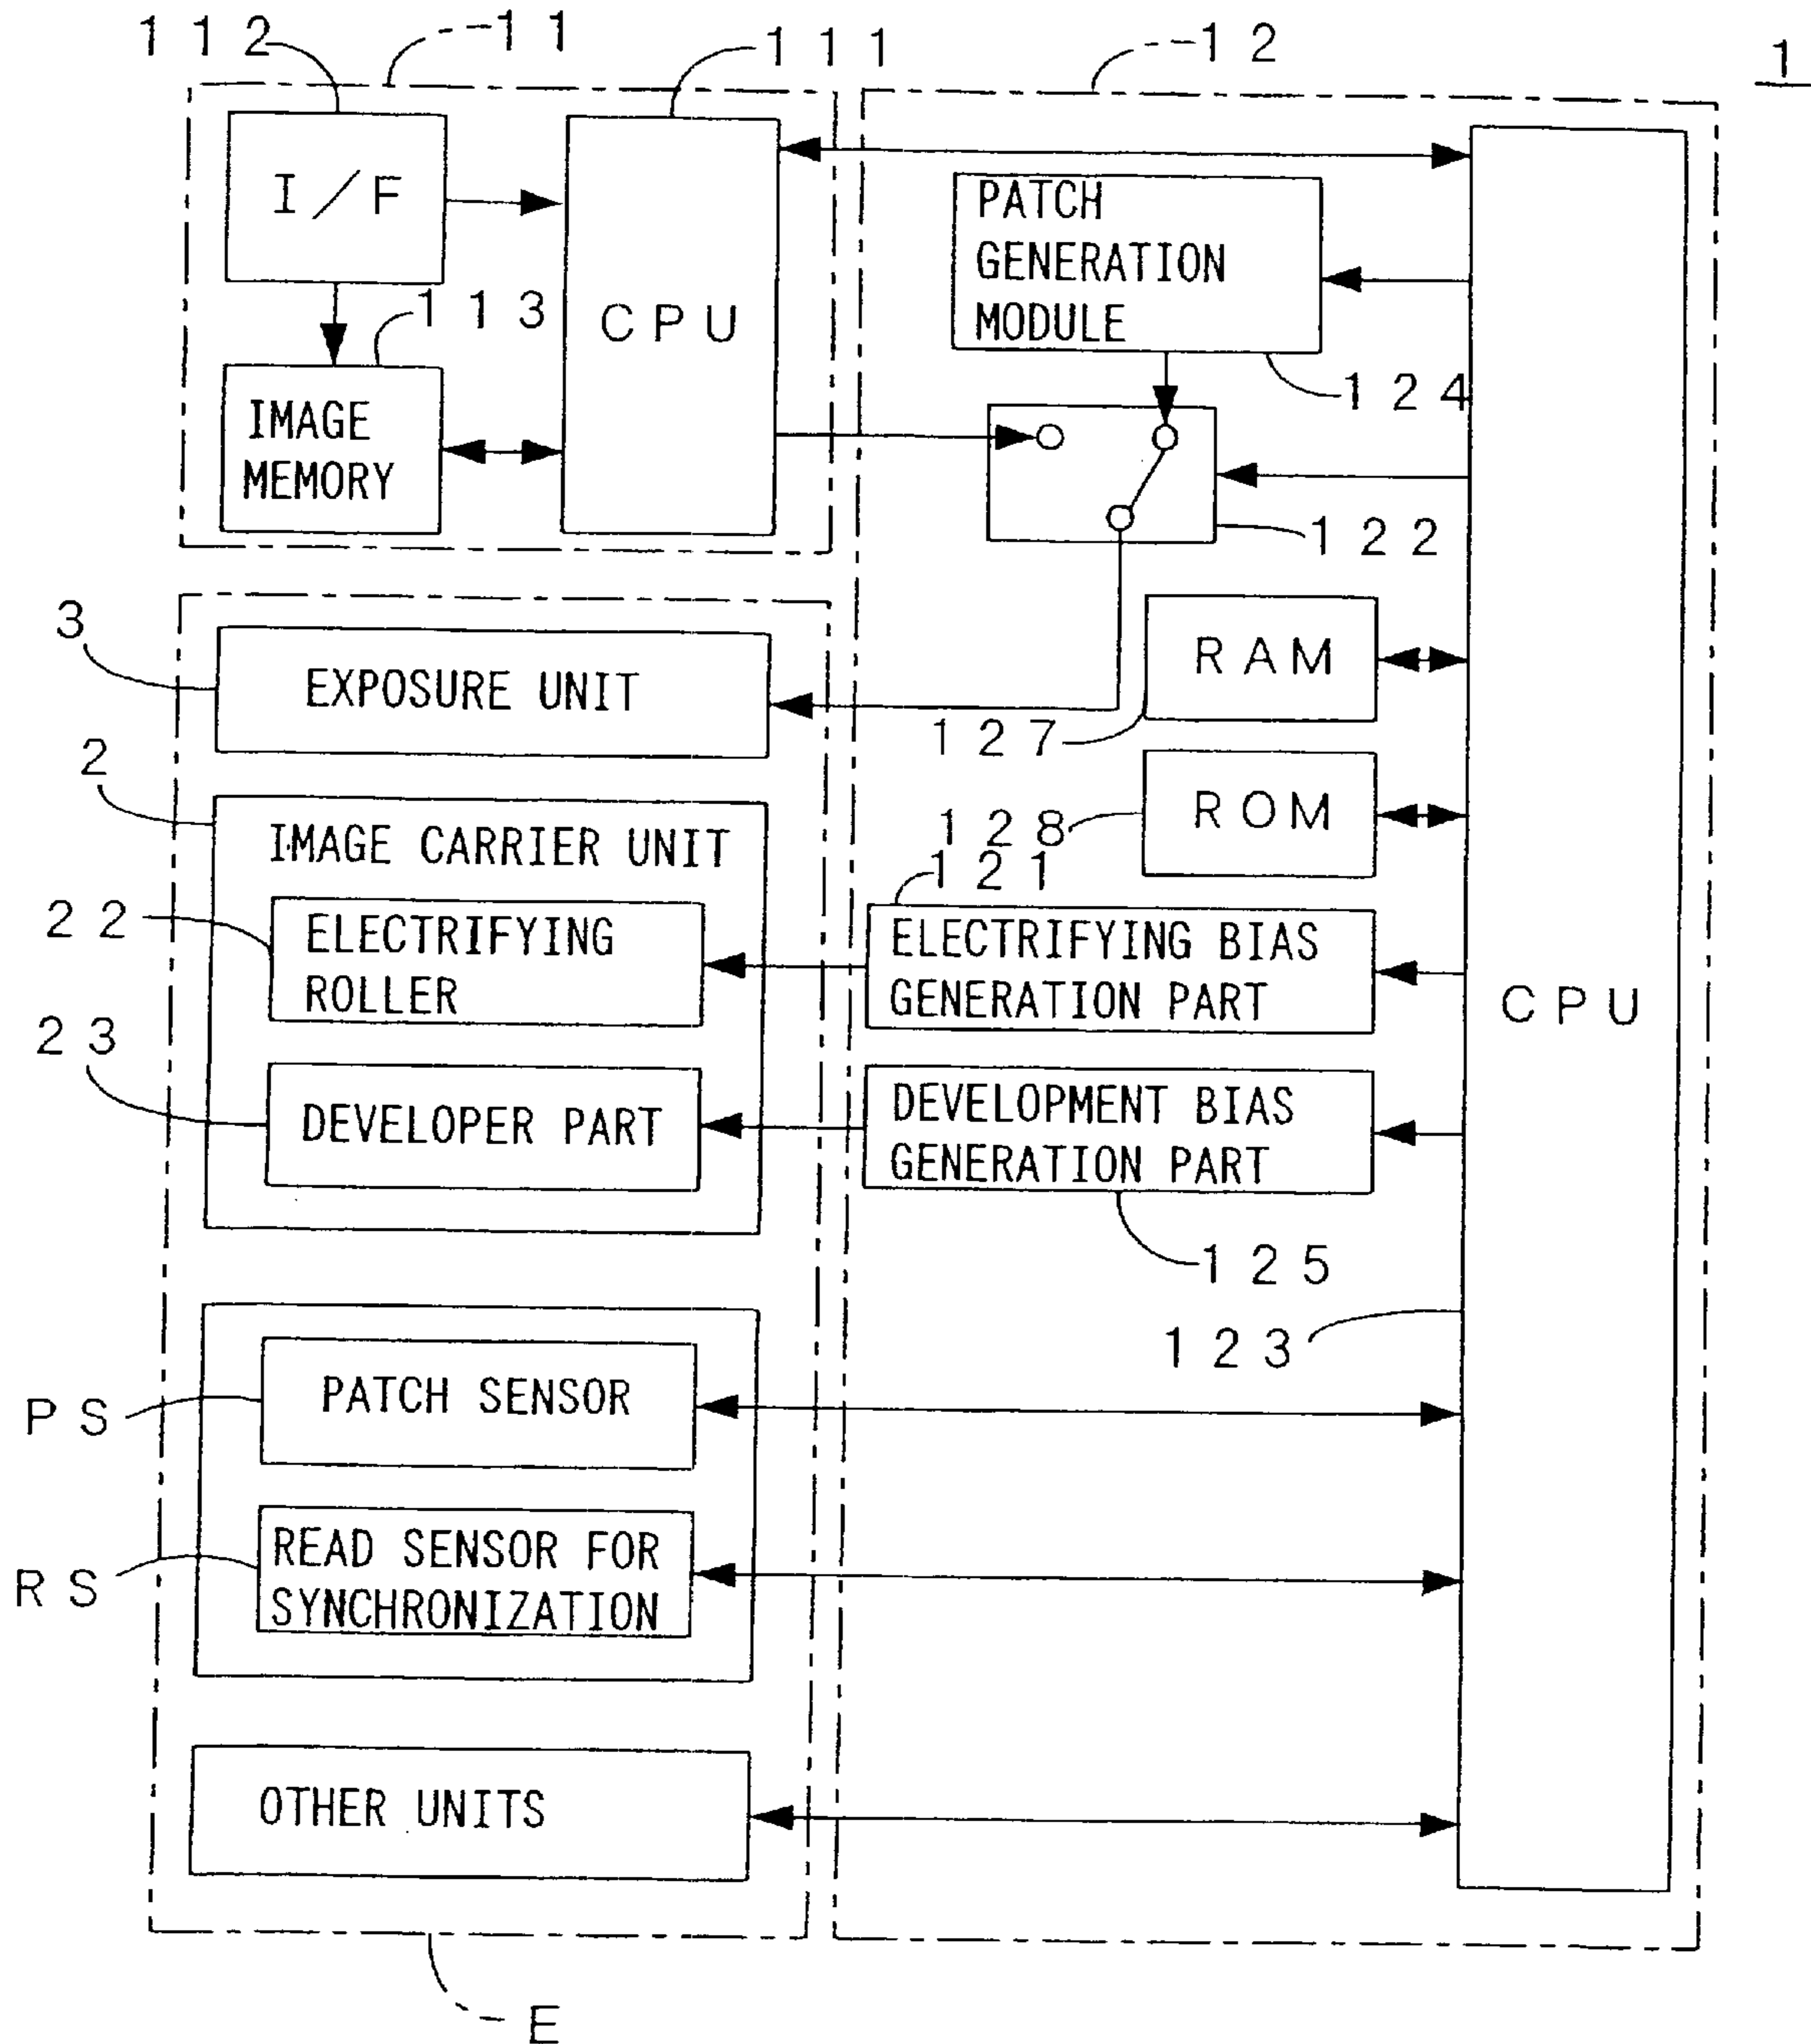 112
11
111
12
1
I/F
CPU
113
IMAGE
MEMORY
PATCH
GENERATION
MODULE
124
122
3
EXPOSURE UNIT
RAM
127
ROM
128
2
IMAGE CARRIER UNIT
121
22
ELECTRIFYING
ROLLER
ELECTRIFYING BIAS
GENERATION PART
CPU
23
DEVELOPER PART
DEVELOPMENT BIAS
GENERATION PART
125
123
PS
PATCH SENSOR
RS
READ SENSOR FOR
SYNCHRONIZATION
OTHER UNITS
E